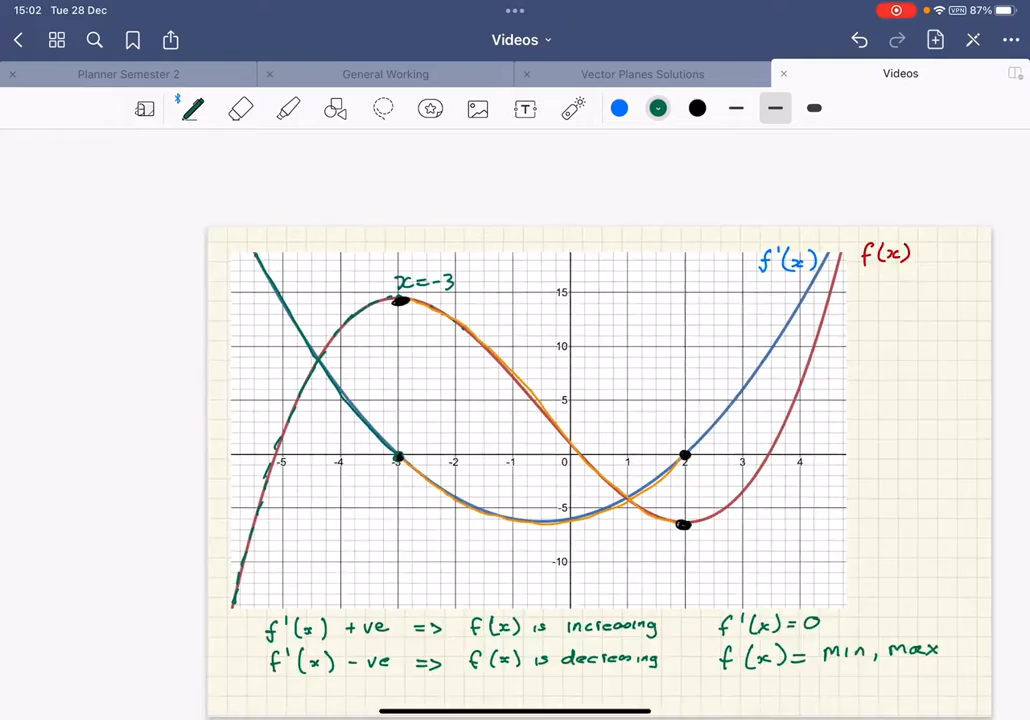 15:02 Tue 28 Dec
VPN 87%
Videos
Planner Semester 2
General Working
Vector Planes Solutions
Videos
T
f'(x) f(x)
x=-3
15
10
5
-5 -4 -3 -2 -1 0 1 2 3 4
-5
-10
f'(x) +ve => f(x) is increasing
f'(x) -ve => f(x) is decreasing
f'(x)=0
f(x)= min, max